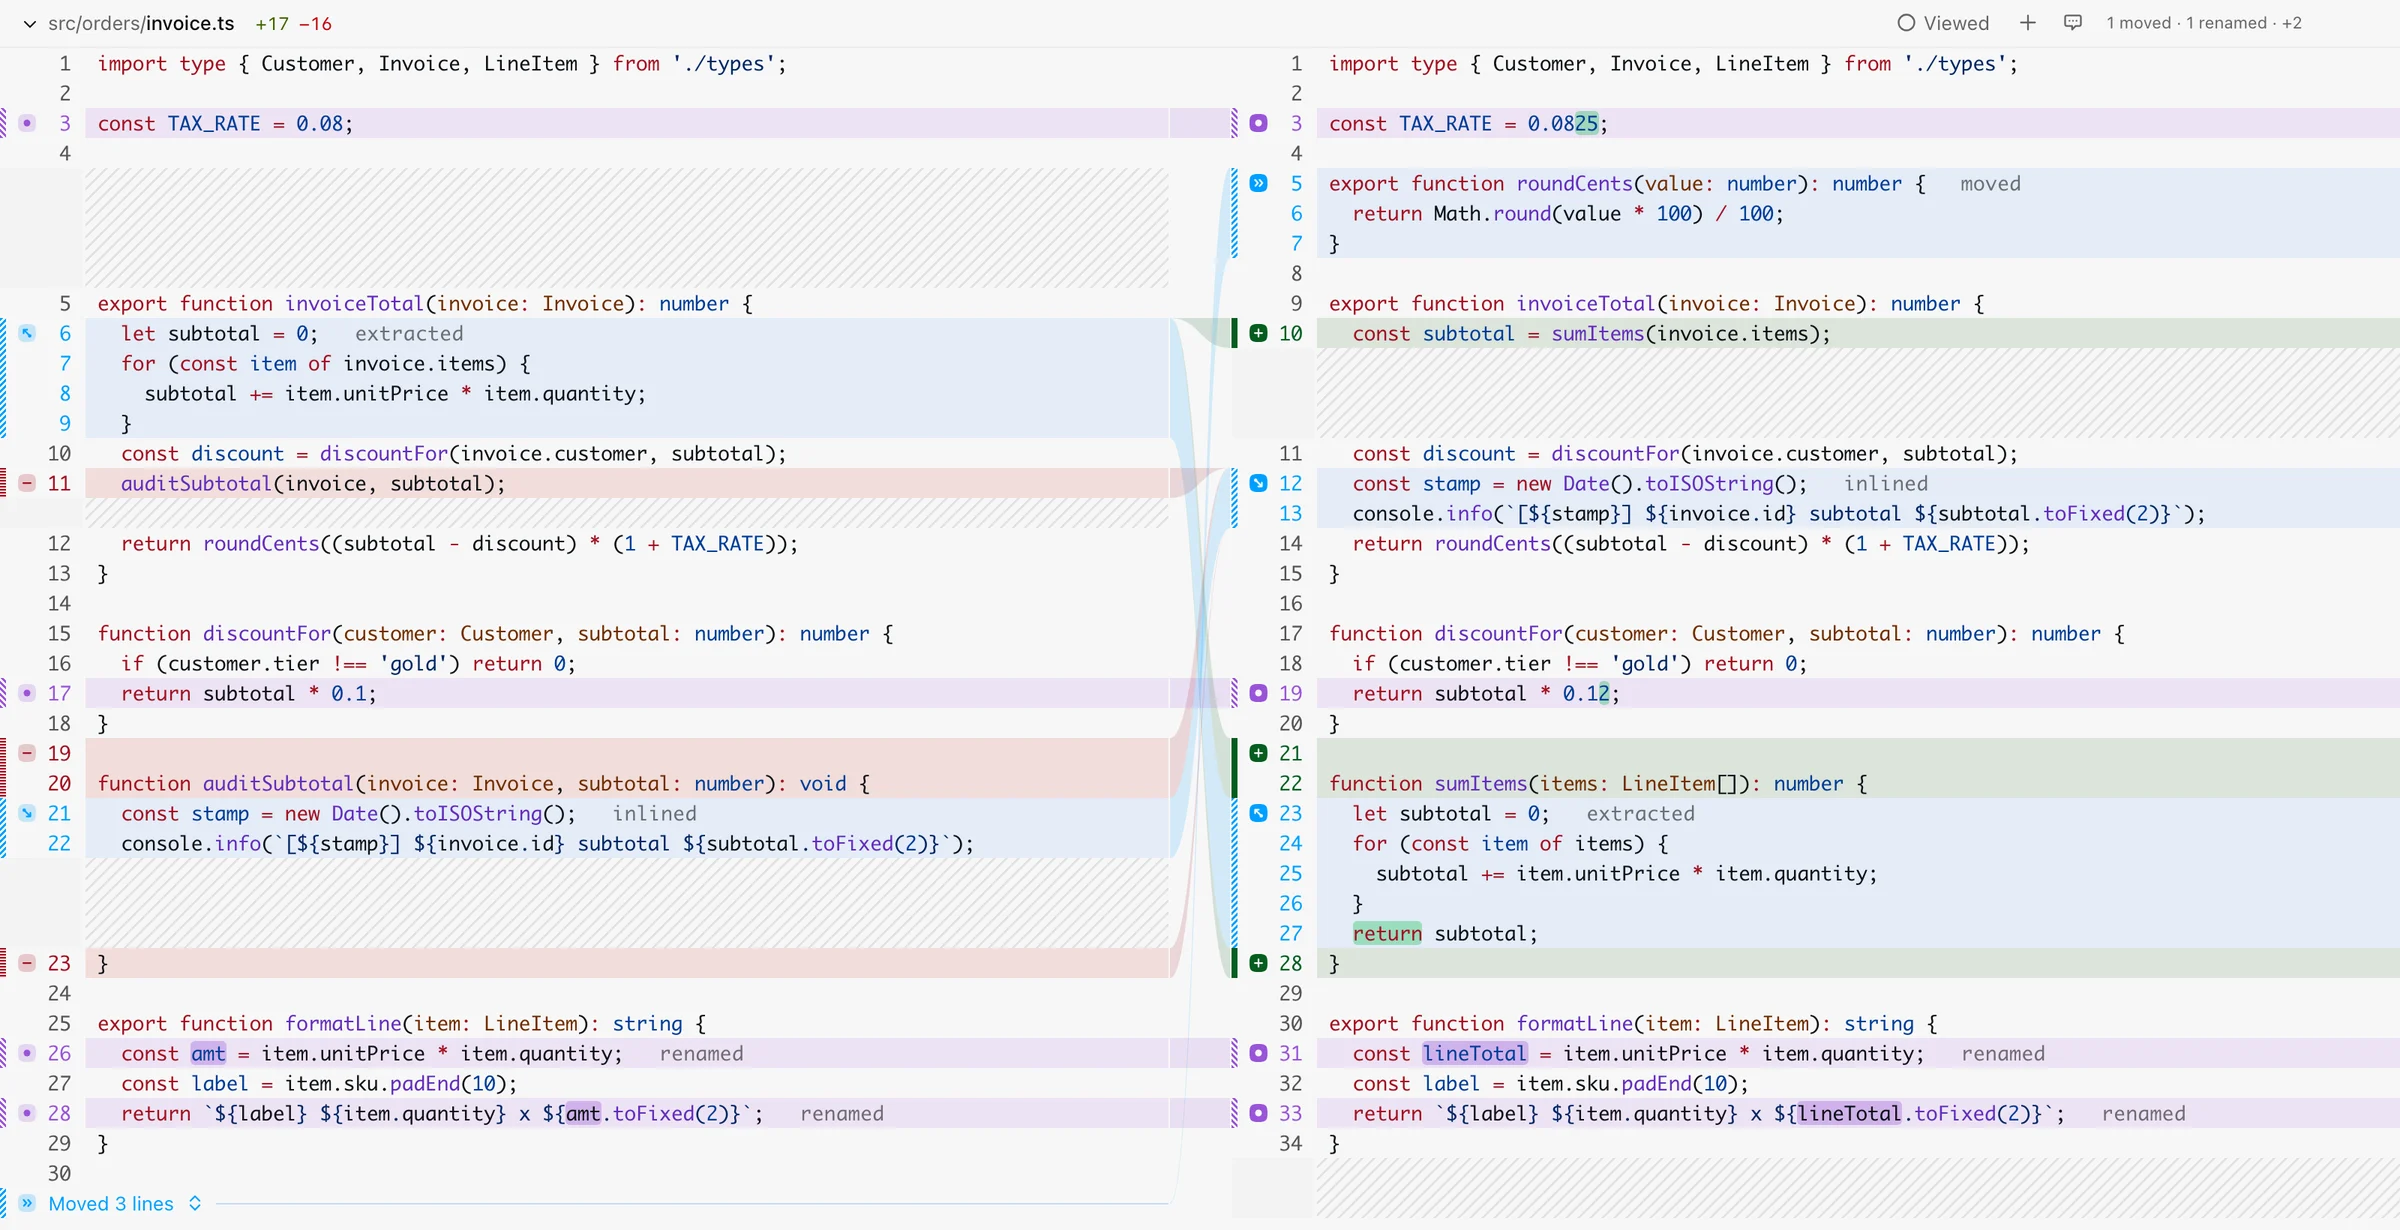 src/orders/invoice.ts +17 −16 Viewed 1 moved · 1 renamed · +2
1 import type { Customer, Invoice, LineItem } from './types';
2
3 const TAX_RATE = 0.08;
4
5 export function invoiceTotal(invoice: Invoice): number {
6 let subtotal = 0; extracted
7 for (const item of invoice.items) {
8 subtotal += item.unitPrice * item.quantity;
9 }
10 const discount = discountFor(invoice.customer, subtotal);
11 auditSubtotal(invoice, subtotal);
12 return roundCents((subtotal - discount) * (1 + TAX_RATE));
13 }
14
15 function discountFor(customer: Customer, subtotal: number): number {
16 if (customer.tier !== 'gold') return 0;
17 return subtotal * 0.1;
18 }
19
20 function auditSubtotal(invoice: Invoice, subtotal: number): void {
21 const stamp = new Date().toISOString(); inlined
22 console.info(`[${stamp}] ${invoice.id} subtotal ${subtotal.toFixed(2)}`);
23 }
24
25 export function formatLine(item: LineItem): string {
26 const amt = item.unitPrice * item.quantity; renamed
27 const label = item.sku.padEnd(10);
28 return `${label} ${item.quantity} x ${amt.toFixed(2)}`; renamed
29 }
30
Moved 3 lines
1 import type { Customer, Invoice, LineItem } from './types';
2
3 const TAX_RATE = 0.0825;
4
5 export function roundCents(value: number): number { moved
6 return Math.round(value * 100) / 100;
7 }
8
9 export function invoiceTotal(invoice: Invoice): number {
10 const subtotal = sumItems(invoice.items);
11 const discount = discountFor(invoice.customer, subtotal);
12 const stamp = new Date().toISOString(); inlined
13 console.info(`[${stamp}] ${invoice.id} subtotal ${subtotal.toFixed(2)}`);
14 return roundCents((subtotal - discount) * (1 + TAX_RATE));
15 }
16
17 function discountFor(customer: Customer, subtotal: number): number {
18 if (customer.tier !== 'gold') return 0;
19 return subtotal * 0.12;
20 }
21
22 function sumItems(items: LineItem[]): number {
23 let subtotal = 0; extracted
24 for (const item of items) {
25 subtotal += item.unitPrice * item.quantity;
26 }
27 return subtotal;
28 }
29
30 export function formatLine(item: LineItem): string {
31 const lineTotal = item.unitPrice * item.quantity; renamed
32 const label = item.sku.padEnd(10);
33 return `${label} ${item.quantity} x ${lineTotal.toFixed(2)}`; renamed
34 }